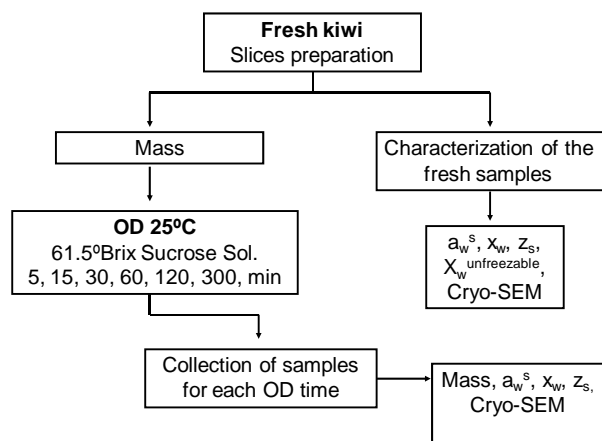 Fresh kiwi
Slices preparation
Mass
Characterization of the
fresh samples
OD 25ºC
61.5ºBrix Sucrose Sol.
5, 15, 30, 60, 120, 300, min
a_w^s, x_w, z_s,
X_w^unfreezable,
Cryo-SEM
Collection of samples
for each OD time
Mass, a_w^s, x_w, z_s,
Cryo-SEM